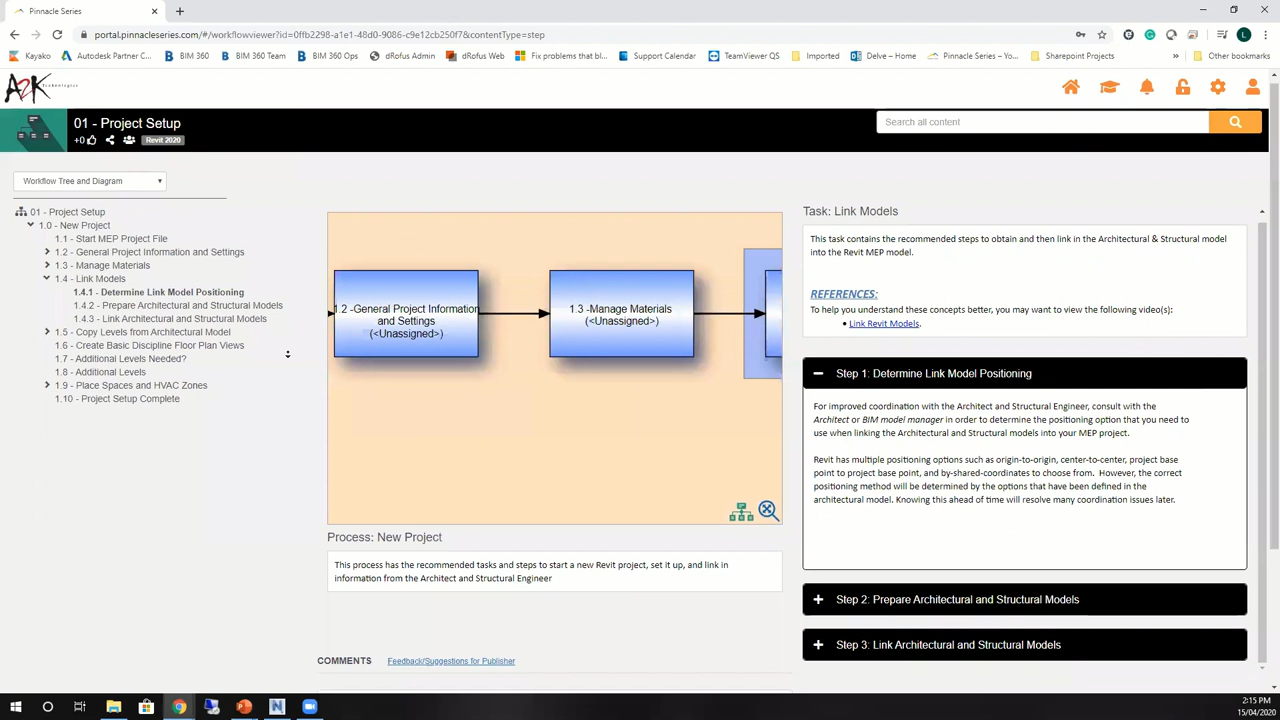 Pinnacle Series
portal.pinnacleseries.com/#/workflowviewer?id=0ffb2298-a1e1-48d0-9086-c9e12cb250f7&contentType=step
L
Kayako
Autodesk Partner C...
BIM 360
BIM 360 Team
BIM 360 Ops
dRofus Admin
dRofus Web
Fix problems that bl...
Support Calendar
TeamViewer QS
Imported
Delve – Home
Pinnacle Series – Yo...
Sharepoint Projects
»
Other bookmarks
A2K Technologies
01 - Project Setup
+0
Revit 2020
Search all content
Workflow Tree and Diagram
01 - Project Setup
1.0 - New Project
1.1 - Start MEP Project File
1.2 - General Project Information and Settings
1.3 - Manage Materials
1.4 - Link Models
1.4.1 - Determine Link Model Positioning
1.4.2 - Prepare Architectural and Structural Models
1.4.3 - Link Architectural and Structural Models
1.5 - Copy Levels from Architectural Model
1.6 - Create Basic Discipline Floor Plan Views
1.7 - Additional Levels Needed?
1.8 - Additional Levels
1.9 - Place Spaces and HVAC Zones
1.10 - Project Setup Complete
1.2 -General Project Information
and Settings
(<Unassigned>)
1.3 -Manage Materials
(<Unassigned>)
Process: New Project
This process has the recommended tasks and steps to start a new Revit project, set it up, and link in
information from the Architect and Structural Engineer
COMMENTS
Feedback/Suggestions for Publisher
Task: Link Models
This task contains the recommended steps to obtain and then link in the Architectural & Structural model
into the Revit MEP model.
REFERENCES:
To help you understand these concepts better, you may want to view the following video(s):
• Link Revit Models.
Step 1: Determine Link Model Positioning
For improved coordination with the Architect and Structural Engineer, consult with the
Architect or BIM model manager in order to determine the positioning option that you need to
use when linking the Architectural and Structural models into your MEP project.
Revit has multiple positioning options such as origin-to-origin, center-to-center, project base
point to project base point, and by-shared-coordinates to choose from. However, the correct
positioning method will be determined by the options that have been defined in the
architectural model. Knowing this ahead of time will resolve many coordination issues later.
Step 2: Prepare Architectural and Structural Models
Step 3: Link Architectural and Structural Models
2:15 PM
15/04/2020